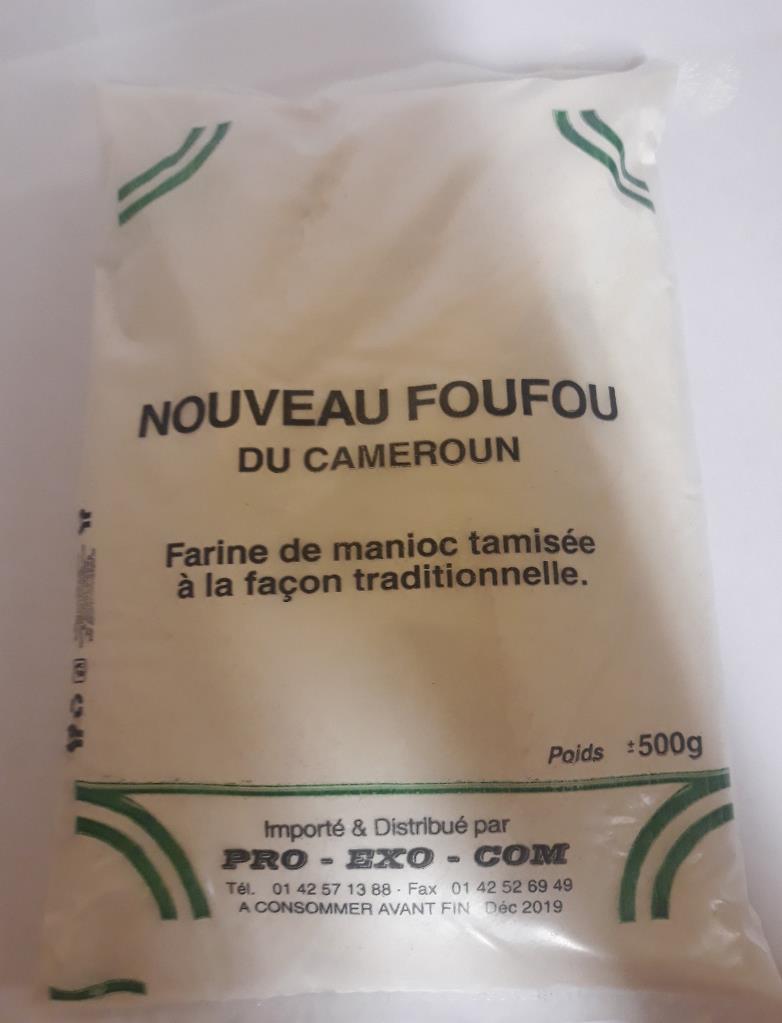 NOUVEAU FOUFOU
DU CAMEROUN
Farine de manioc tamisée
à la façon traditionnelle.
Poids ±500g
Importé & Distribué par
PRO - EXO - COM
Tél. 01 42 57 13 88 - Fax 01 42 52 69 49
A CONSOMMER AVANT FIN Déc 2019